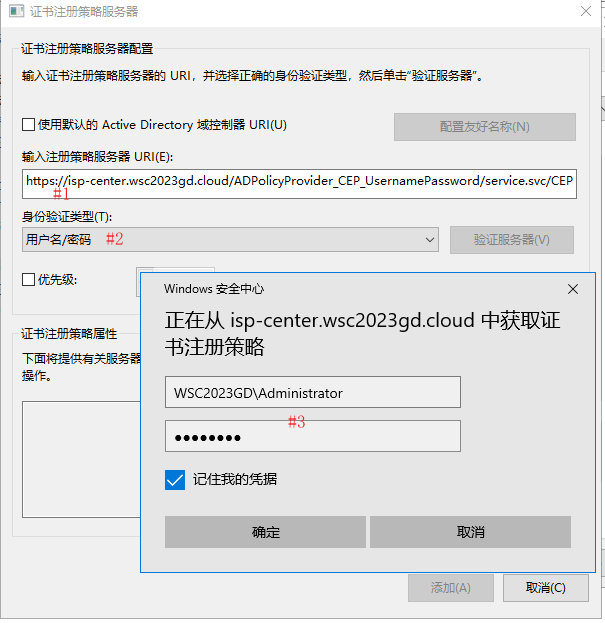 证书注册策略服务器
证书注册策略服务器配置
输入证书注册策略服务器的 URI，并选择正确的身份验证类型，然后单击“验证服务器”。
使用默认的 Active Directory 域控制器 URI(U)
配置友好名称(N)
输入注册策略服务器 URI(E):
https://isp-center.wsc2023gd.cloud/ADPolicyProvider_CEP_UsernamePassword/service.svc/CEP
#1
身份验证类型(T):
用户名/密码 #2
验证服务器(V)
优先级:
证书注册策略属性
下面将提供有关服务器
操作。
Windows 安全中心
正在从 isp-center.wsc2023gd.cloud 中获取证
书注册策略
WSC2023GD\Administrator
#3
●●●●●●●●
记住我的凭据
确定
取消
添加(A)
取消(C)